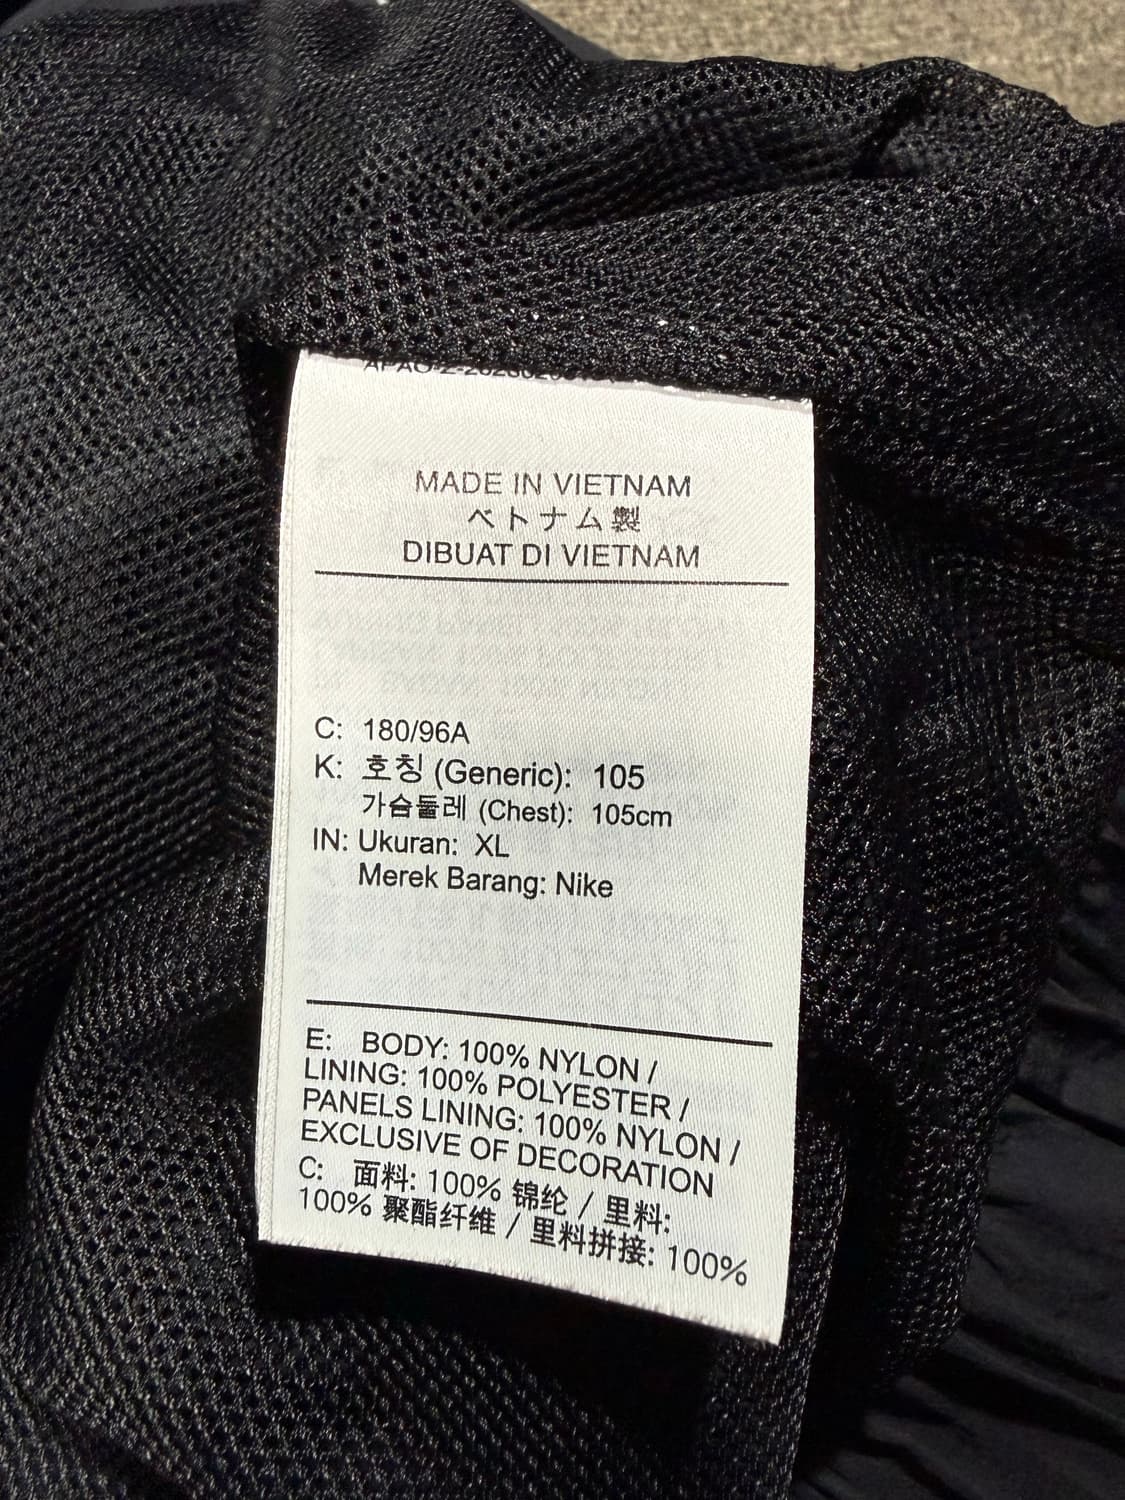 MADE IN VIETNAM
ベトナム製
DIBUAT DI VIETNAM
C: 180/96A
K: 호칭 (Generic): 105
가슴둘레 (Chest): 105cm
IN: Ukuran: XL
Merek Barang: Nike
E: BODY: 100% NYLON /
LINING: 100% POLYESTER /
PANELS LINING: 100% NYLON /
EXCLUSIVE OF DECORATION
C: 面料: 100% 锦纶 / 里料:
100% 聚酯纤维 / 里料拼接: 100%